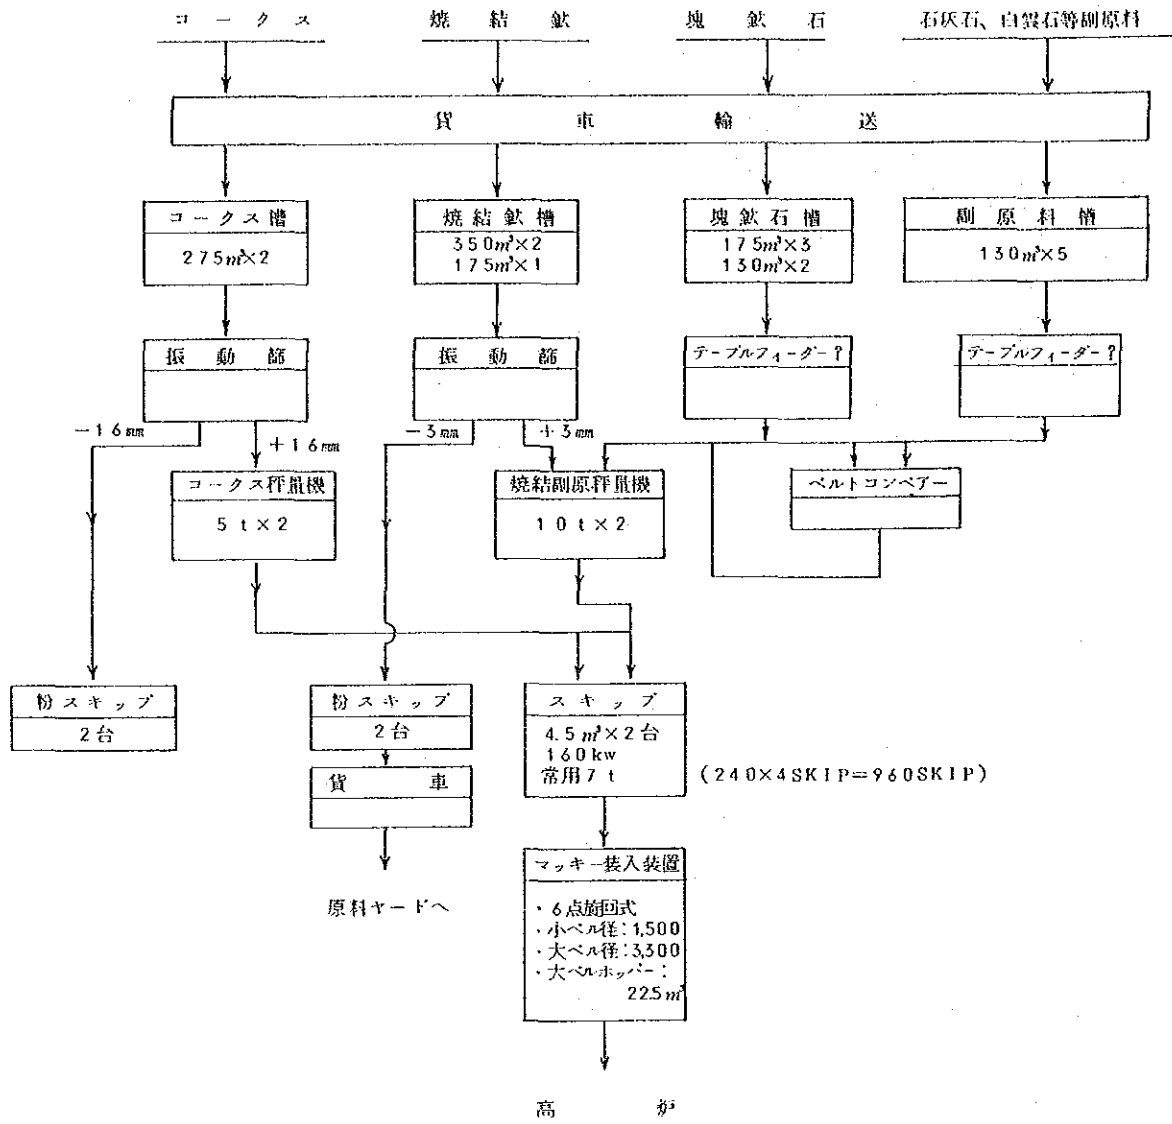 コークス
焼結鉱
塊鉱石
石灰石、白雲石等副原料
貨車輸送
コークス槽
275m³×2
焼結鉱槽
350m³×2
175m³×1
塊鉱石槽
175m³×3
130m³×2
副原料槽
130m³×5
振動篩
振動篩
テーブルフィーダー?
テーブルフィーダー?
-16mm
+16mm
-3mm
+3mm
コークス秤量機
5t×2
焼結副原秤量機
10t×2
ベルトコンベアー
粉スキップ
2台
粉スキップ
2台
スキップ
4.5m³×2台
160kw
常用7t
(240×4SKIP=960SKIP)
貨車
原料ヤードへ
マッキー装入装置
・6点旋回式
・小ベル径:1,500
・大ベル径:3,300
・大ベルホッパー:
22.5m³
高炉